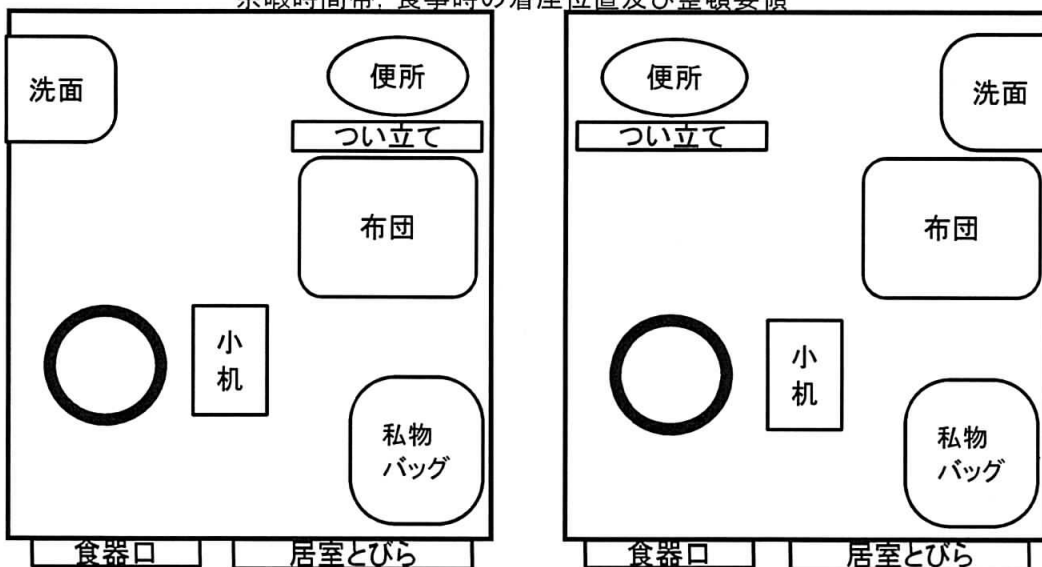 余暇時間帯, 食事時の着座位置及び整頓要領
洗面
便所
つい立て
布団
小
机
私物
バッグ
食器口
居室とびら
便所
洗面
つい立て
布団
小
机
私物
バッグ
食器口
居室とびら